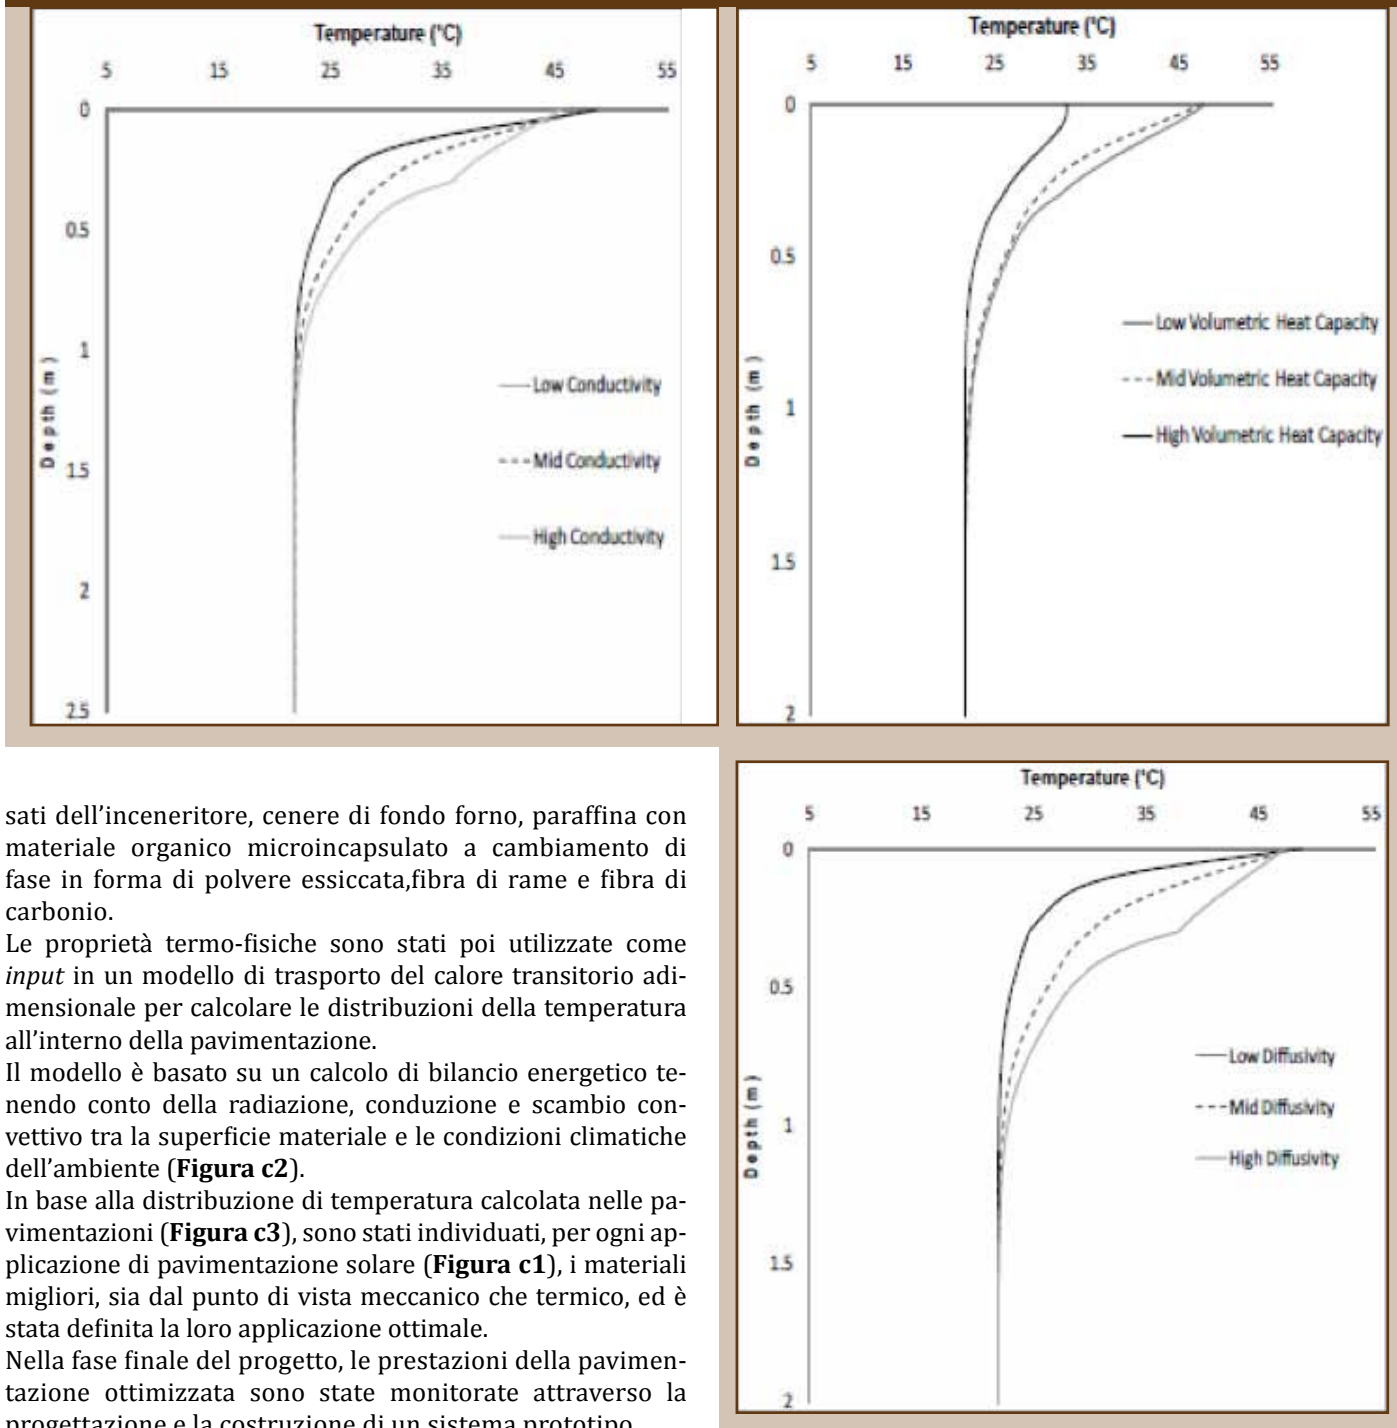 Temperature (°C)
5 15 25 35 45 55
0
0.5
1
1.5
2
2.5
Depth (m)
Low Conductivity
Mid Conductivity
High Conductivity
Temperature (°C)
5 15 25 35 45 55
0
0.5
1
1.5
2
Depth (m)
Low Volumetric Heat Capacity
Mid Volumetric Heat Capacity
High Volumetric Heat Capacity
sati dell'inceneritore, cenere di fondo forno, paraffina con
materiale organico microincapsulato a cambiamento di
fase in forma di polvere essiccata,fibra di rame e fibra di
carbonio.
Le proprietà termo-fisiche sono stati poi utilizzate come
input in un modello di trasporto del calore transitorio adi-
mensionale per calcolare le distribuzioni della temperatura
all'interno della pavimentazione.
Il modello è basato su un calcolo di bilancio energetico te-
nendo conto della radiazione, conduzione e scambio con-
vettivo tra la superficie materiale e le condizioni climatiche
dell'ambiente (Figura c2).
In base alla distribuzione di temperatura calcolata nelle pa-
vimentazioni (Figura c3), sono stati individuati, per ogni ap-
plicazione di pavimentazione solare (Figura c1), i materiali
migliori, sia dal punto di vista meccanico che termico, ed è
stata definita la loro applicazione ottimale.
Nella fase finale del progetto, le prestazioni della pavimen-
tazione ottimizzata sono state monitorate attraverso la
progettazione e la costruzione di un sistema prototipo
Temperature (°C)
5 15 25 35 45 55
0
0.5
1
1.5
2
Depth (m)
Low Diffusivity
Mid Diffusivity
High Diffusivity